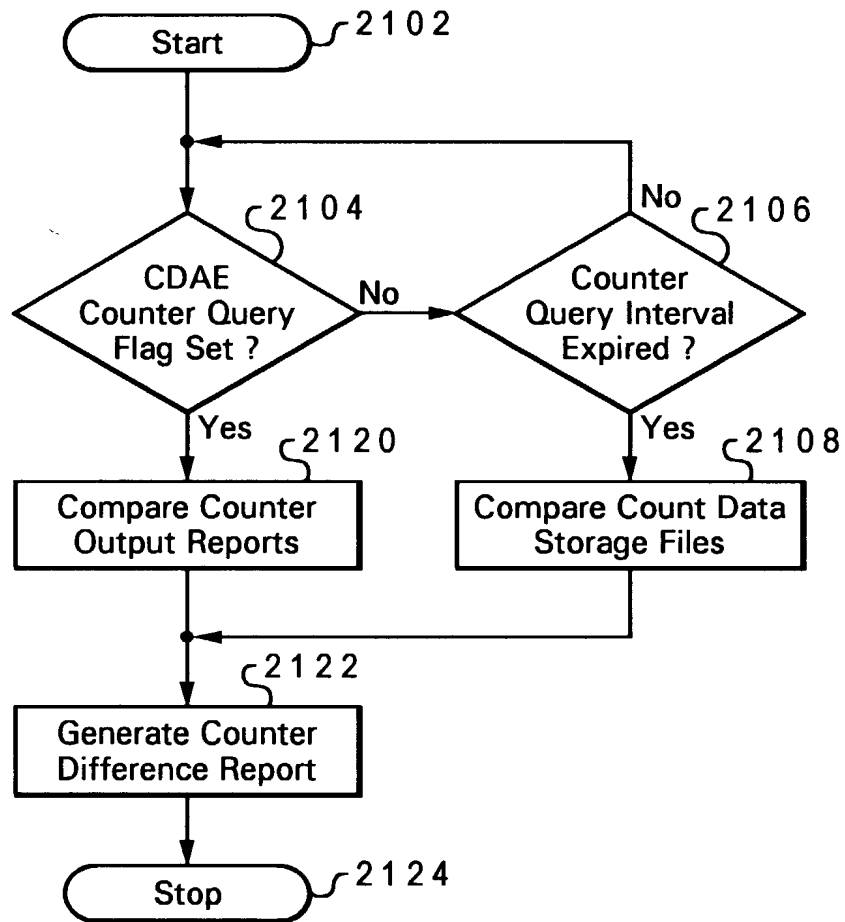 Start
2102
No
2104
2106
CDAE
Counter Query
Flag Set ?
No
Counter
Query Interval
Expired ?
Yes
Yes
2120
2108
Compare Counter
Output Reports
Compare Count Data
Storage Files
2122
Generate Counter
Difference Report
Stop
2124